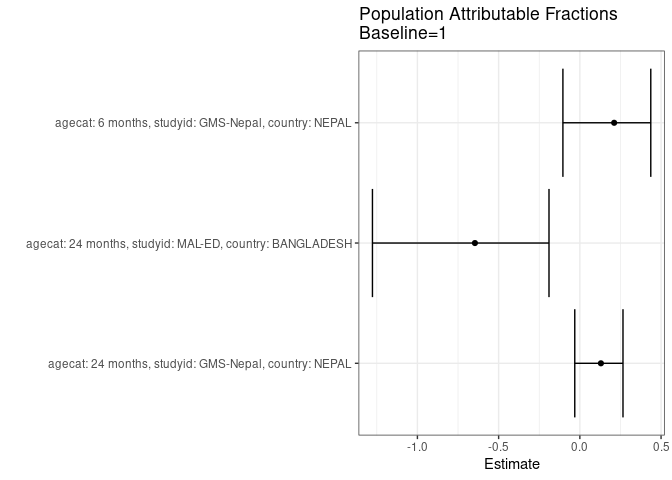 Population Attributable Fractions
Baseline=1
agecat: 6 months, studyid: GMS-Nepal, country: NEPAL
agecat: 24 months, studyid: MAL-ED, country: BANGLADESH
agecat: 24 months, studyid: GMS-Nepal, country: NEPAL
-1.0 -0.5 0.0 0.5
Estimate